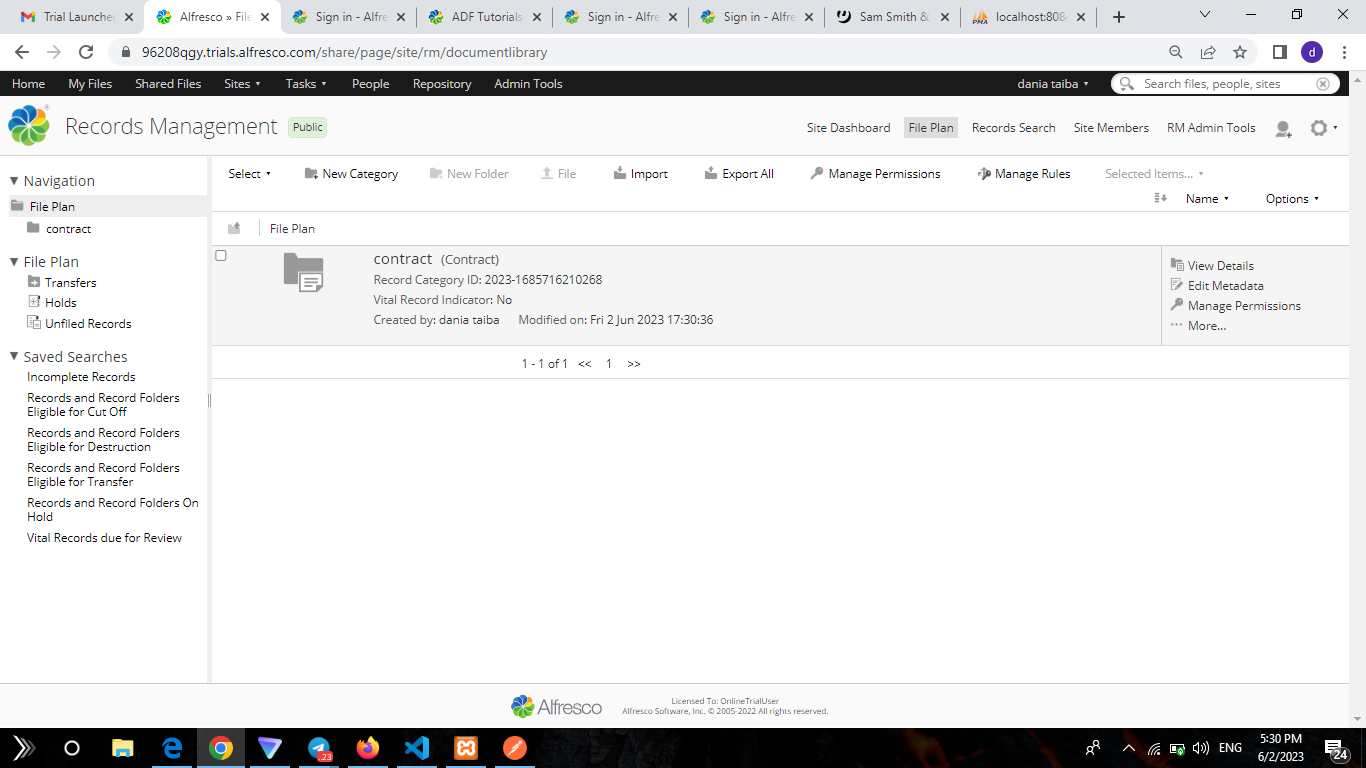 Trial Launched
Alfresco » File
Sign in - Alfre
ADF Tutorials
Sign in - Alfre
Sign in - Alfre
Sam Smith &
localhost:808
96208qgy.trials.alfresco.com/share/page/site/rm/documentlibrary
d
Home My Files Shared Files Sites Tasks People Repository Admin Tools dania taiba Search files, people, sites
Records Management Public Site Dashboard File Plan Records Search Site Members RM Admin Tools
Navigation
File Plan
contract
File Plan
Transfers
Holds
Unfiled Records
Saved Searches
Incomplete Records
Records and Record Folders
Eligible for Cut Off
Records and Record Folders
Eligible for Destruction
Records and Record Folders
Eligible for Transfer
Records and Record Folders On
Hold
Vital Records due for Review
Select New Category New Folder File Import Export All Manage Permissions Manage Rules Selected Items...
Name Options
File Plan
contract (Contract)
Record Category ID: 2023-1685716210268
Vital Record Indicator: No
Created by: dania taiba Modified on: Fri 2 Jun 2023 17:30:36
View Details
Edit Metadata
Manage Permissions
More...
1 - 1 of 1 << 1 >>
Alfresco
Licensed To: OnlineTrialUser
Alfresco Software, Inc. © 2005-2022 All rights reserved.
23
ENG
5:30 PM
6/2/2023
24